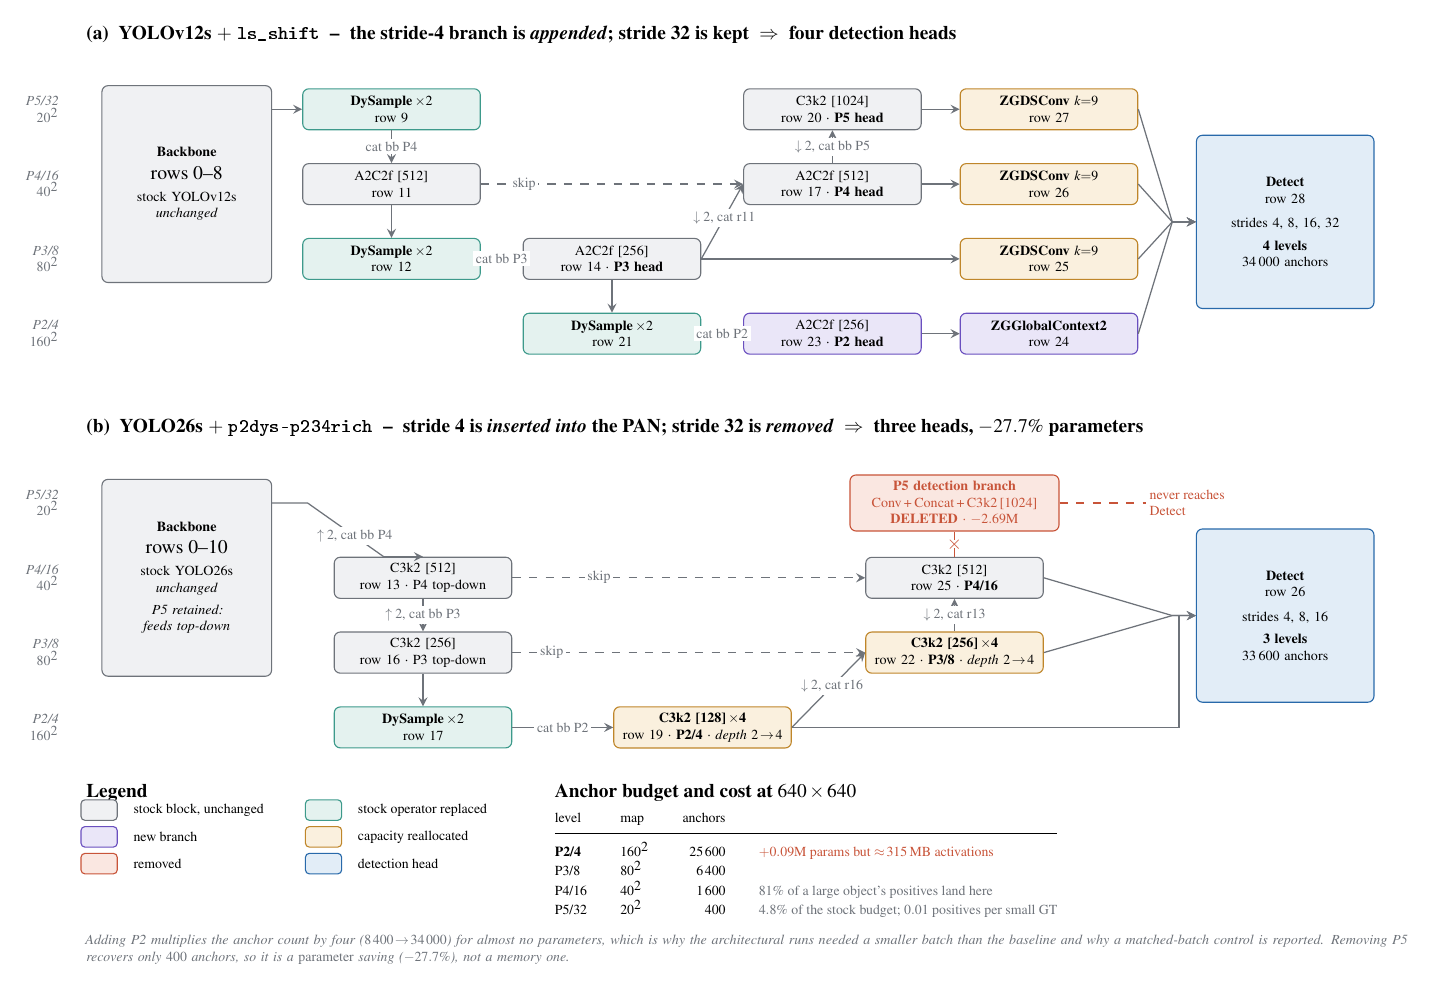 (a) YOLOv12s + ls_shift – the stride-4 branch is appended; stride 32 is kept ⇒ four detection heads
P5/32
20²
P4/16
40²
P3/8
80²
P2/4
160²
Backbone
rows 0–8
stock YOLOv12s
unchanged
DySample ×2
row 9
cat bb P4
A2C2f [512]
row 11
skip
DySample ×2
row 12
cat bb P3
A2C2f [256]
row 14 · P3 head
DySample ×2
row 21
cat bb P2
C3k2 [1024]
row 20 · P5 head
↓2, cat bb P5
A2C2f [512]
row 17 · P4 head
↓2, cat r11
A2C2f [256]
row 23 · P2 head
ZGDSConv k=9
row 27
ZGDSConv k=9
row 26
ZGDSConv k=9
row 25
ZGGlobalContext2
row 24
Detect
row 28
strides 4, 8, 16, 32
4 levels
34 000 anchors
(b) YOLO26s + p2dys-p234rich – stride 4 is inserted into the PAN; stride 32 is removed ⇒ three heads, −27.7% parameters
P5/32
20²
P4/16
40²
P3/8
80²
P2/4
160²
Backbone
rows 0–10
stock YOLO26s
unchanged
P5 retained:
feeds top-down
↑2, cat bb P4
C3k2 [512]
row 13 · P4 top-down
↑2, cat bb P3
C3k2 [256]
row 16 · P3 top-down
DySample ×2
row 17
skip
skip
cat bb P2
C3k2 [128] ×4
row 19 · P2/4 · depth 2→4
↓2, cat r16
P5 detection branch
Conv + Concat + C3k2 [1024]
DELETED · −2.69M
never reaches
Detect
×
C3k2 [512]
row 25 · P4/16
↓2, cat r13
C3k2 [256] ×4
row 22 · P3/8 · depth 2→4
Detect
row 26
strides 4, 8, 16
3 levels
33 600 anchors
Legend
stock block, unchanged
stock operator replaced
new branch
capacity reallocated
removed
detection head
Anchor budget and cost at 640 × 640
level map anchors
P2/4 160² 25 600 +0.09M params but ≈ 315 MB activations
P3/8 80² 6 400
P4/16 40² 1 600 81% of a large object's positives land here
P5/32 20² 400 4.8% of the stock budget; 0.01 positives per small GT
Adding P2 multiplies the anchor count by four (8 400→34 000) for almost no parameters, which is why the architectural runs needed a smaller batch than the baseline and why a matched-batch control is reported. Removing P5
recovers only 400 anchors, so it is a parameter saving (−27.7%), not a memory one.